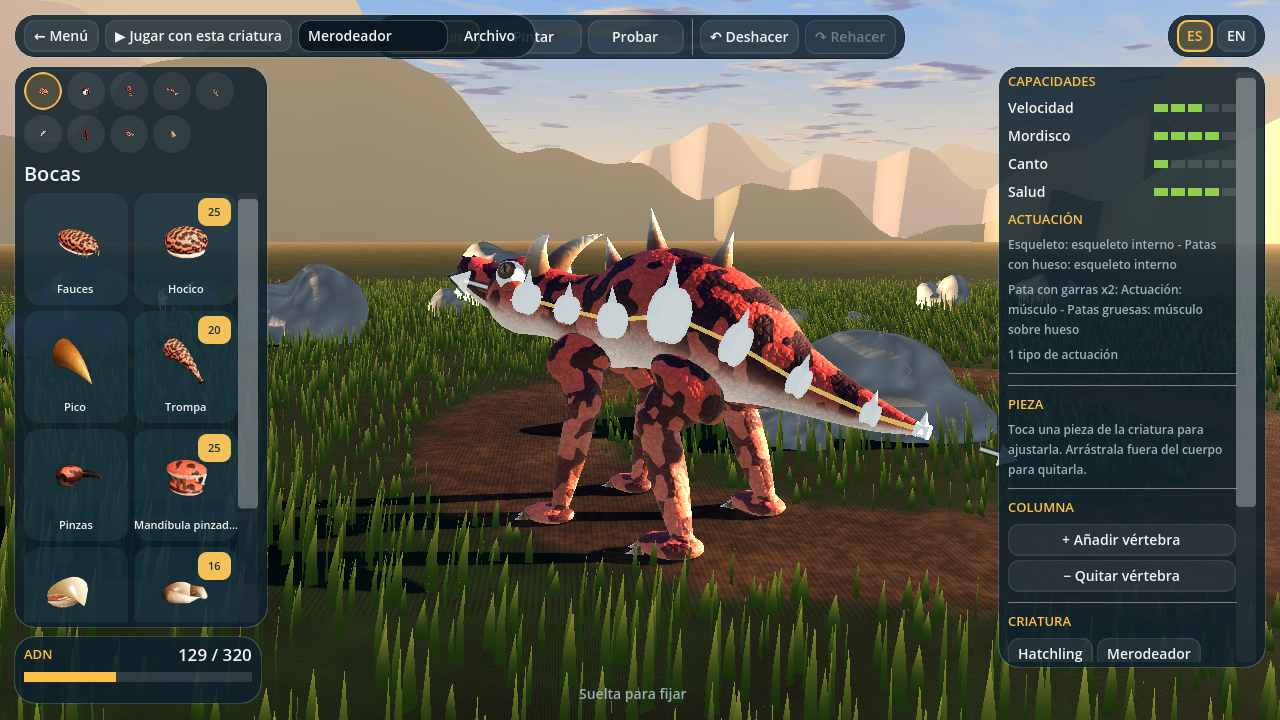 ← Menú
▶ Jugar con esta criatura
Merodeador
Archivo
Probar
↶ Deshacer
↷ Rehacer
ES
EN
Bocas
25
Fauces
Hocico
20
Pico
Trompa
25
Pinzas
Mandíbula pinzad...
16
ADN
129 / 320
Suelta para fijar
CAPACIDADES
Velocidad
Mordisco
Canto
Salud
ACTUACIÓN
Esqueleto: esqueleto interno - Patas
con hueso: esqueleto interno
Pata con garras x2: Actuación:
músculo - Patas gruesas: músculo
sobre hueso
1 tipo de actuación
PIEZA
Toca una pieza de la criatura para
ajustarla. Arrástrala fuera del cuerpo
para quitarla.
COLUMNA
+ Añadir vértebra
− Quitar vértebra
CRIATURA
Hatchling
Merodeador